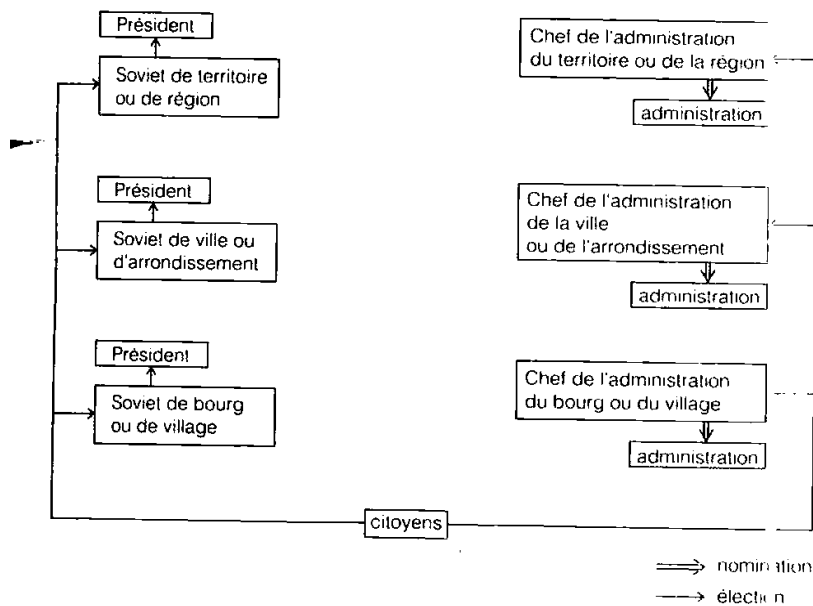 Président
Soviet de territoire
ou de région
Chef de l'administration
du territoire ou de la région
administration
Président
Soviet de ville ou
d'arrondissement
Chef de l'administration
de la ville
ou de l'arrondissement
administration
Président
Soviet de bourg
ou de village
Chef de l'administration
du bourg ou du village
administration
citoyens
nomination
élection